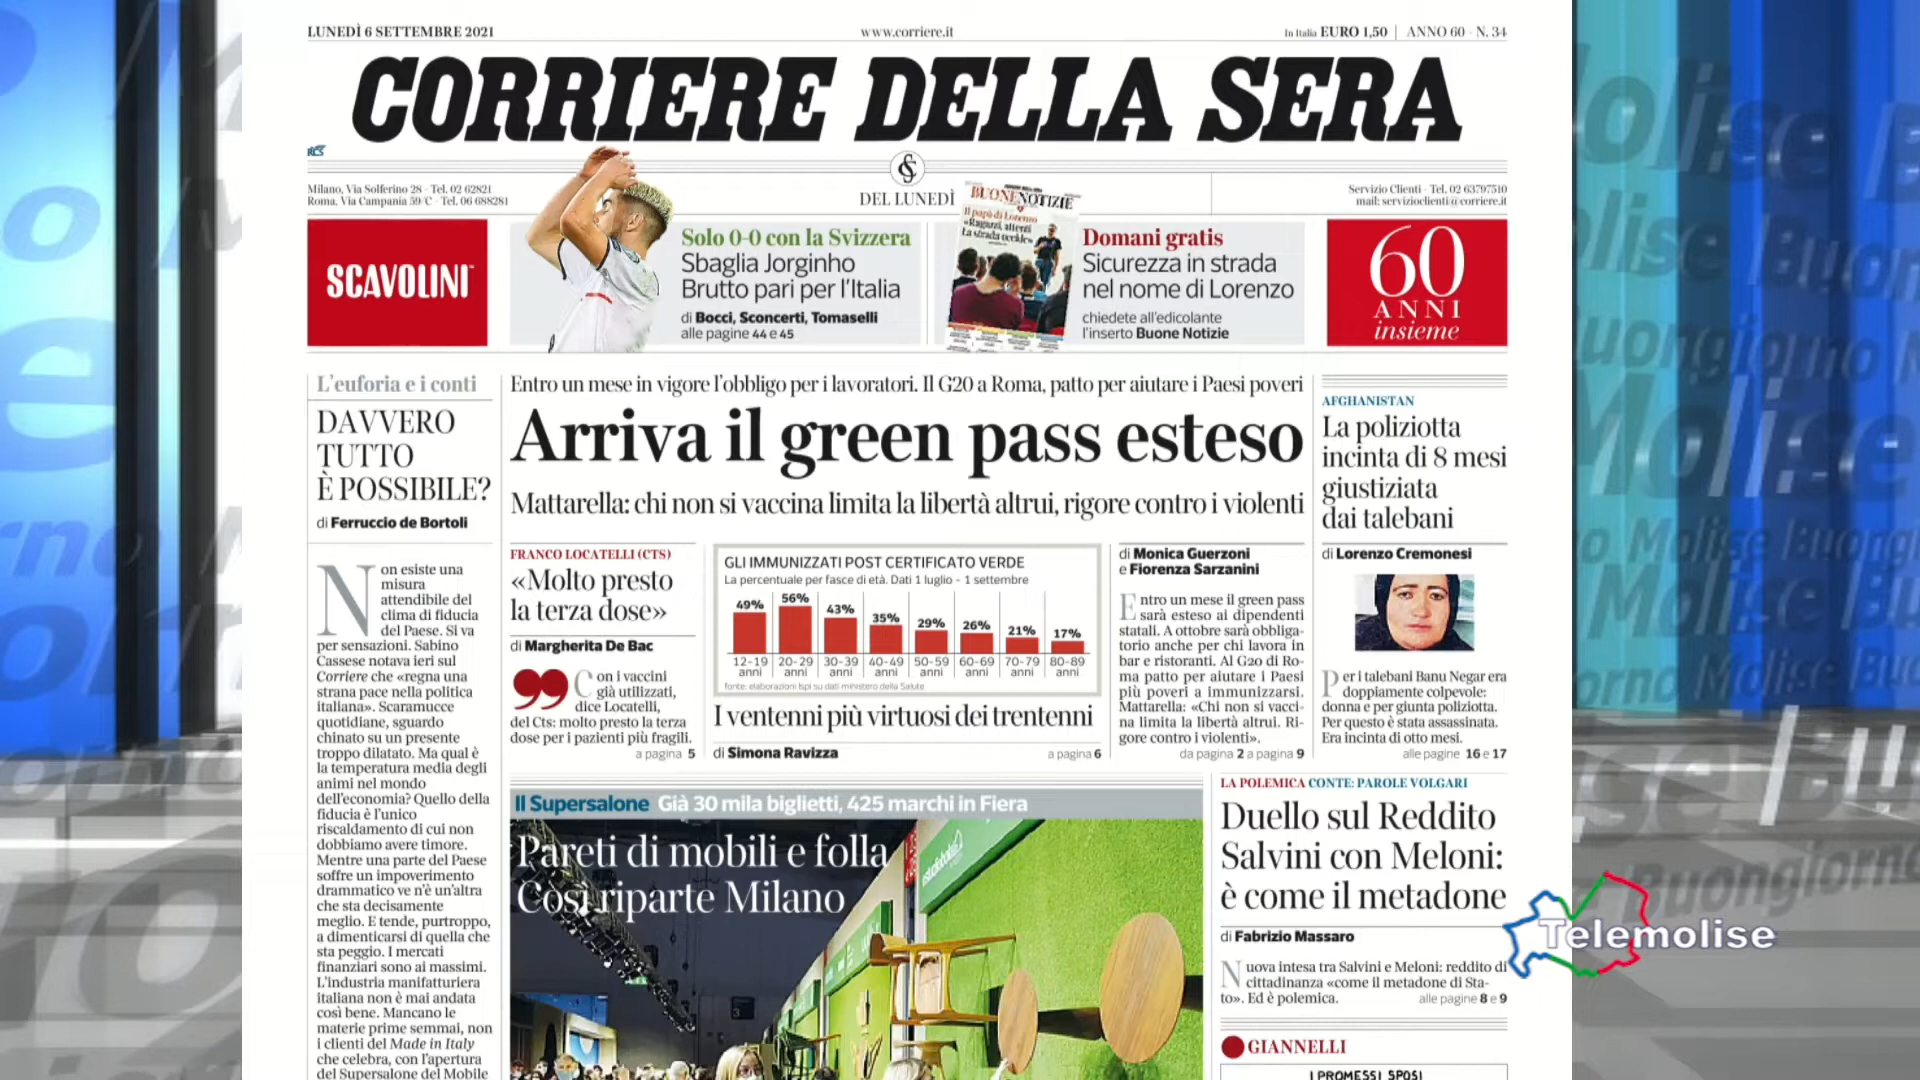 LUNEDÌ 6 SETTEMBRE 2021
www.corriere.it
In Italia EURO 1,50 | ANNO 60 - N. 34
CORRIERE DELLA SERA
RCS
Milano, Via Solferino 28 - Tel. 02 62821
Roma, Via Campania 59/C - Tel. 06 688281
DEL LUNEDÌ
Servizio Clienti - Tel. 02 63797510
mail: servizioclienti@corriere.it
SCAVOLINI
Solo 0-0 con la Svizzera
Sbaglia Jorginho
Brutto pari per l'Italia
di Bocci, Sconcerti, Tomaselli
alle pagine 44 e 45
BUONENOTIZIE
Il papà di Lorenzo
«Ragazzi, attenti
La strada uccide»
Domani gratis
Sicurezza in strada
nel nome di Lorenzo
chiedete all'edicolante
l'inserto Buone Notizie
60
ANNI
insieme
L'euforia e i conti
DAVVERO
TUTTO
È POSSIBILE?
di Ferruccio de Bortoli
Non esiste una
misura
attendibile del
clima di fiducia
del Paese. Si va
per sensazioni. Sabino
Cassese notava ieri sul
Corriere che «regna una
strana pace nella politica
italiana». Scaramucce
quotidiane, sguardo
chinato su un presente
troppo dilatato. Ma qual è
la temperatura media degli
animi nel mondo
dell'economia? Quello della
fiducia è l'unico
riscaldamento di cui non
dobbiamo avere timore.
Mentre una parte del Paese
soffre un impoverimento
drammatico ve n'è un'altra
che sta decisamente
meglio. E tende, purtroppo,
a dimenticarsi di quella che
sta peggio. I mercati
finanziari sono ai massimi.
L'industria manifatturiera
italiana non è mai andata
così bene. Mancano le
materie prime semmai, non
i clienti del Made in Italy
che celebra, con l'apertura
del Supersalone del Mobile
Entro un mese in vigore l'obbligo per i lavoratori. Il G20 a Roma, patto per aiutare i Paesi poveri
Arriva il green pass esteso
Mattarella: chi non si vaccina limita la libertà altrui, rigore contro i violenti
FRANCO LOCATELLI (CTS)
«Molto presto
la terza dose»
di Margherita De Bac
Con i vaccini
già utilizzati,
dice Locatelli,
del Cts: molto presto la terza
dose per i pazienti più fragili.
a pagina 5
GLI IMMUNIZZATI POST CERTIFICATO VERDE
La percentuale per fasce di età. Dati 1 luglio - 1 settembre
49% 56% 43% 35% 29% 26% 21% 17%
12-19 20-29 30-39 40-49 50-59 60-69 70-79 80-89
anni anni anni anni anni anni anni anni
fonte: elaborazioni Ispi su dati ministero della Salute
I ventenni più virtuosi dei trentenni
di Simona Ravizza
a pagina 6
di Monica Guerzoni
e Fiorenza Sarzanini
Entro un mese il green pass
sarà esteso ai dipendenti
statali. A ottobre sarà obbliga-
torio anche per chi lavora in
bar e ristoranti. Al G20 di Ro-
ma patto per aiutare i Paesi
più poveri a immunizzarsi.
Mattarella: «Chi non si vacci-
na limita la libertà altrui. Ri-
gore contro i violenti».
da pagina 2 a pagina 9
AFGHANISTAN
La poliziotta
incinta di 8 mesi
giustiziata
dai talebani
di Lorenzo Cremonesi
Per i talebani Banu Negar era
doppiamente colpevole:
donna e per giunta poliziotta.
Per questo è stata assassinata.
Era incinta di otto mesi.
alle pagine 16 e 17
Il Supersalone Già 30 mila biglietti, 425 marchi in Fiera
Pareti di mobili e folla
Così riparte Milano
LA POLEMICA CONTE: PAROLE VOLGARI
Duello sul Reddito
Salvini con Meloni:
è come il metadone
di Fabrizio Massaro
Nuova intesa tra Salvini e Meloni: reddito di
cittadinanza «come il metadone di Sta-
to». Ed è polemica.
alle pagine 8 e 9
GIANNELLI
I PROMESSI SPOSI
Telemolise
Buongiorno Molise